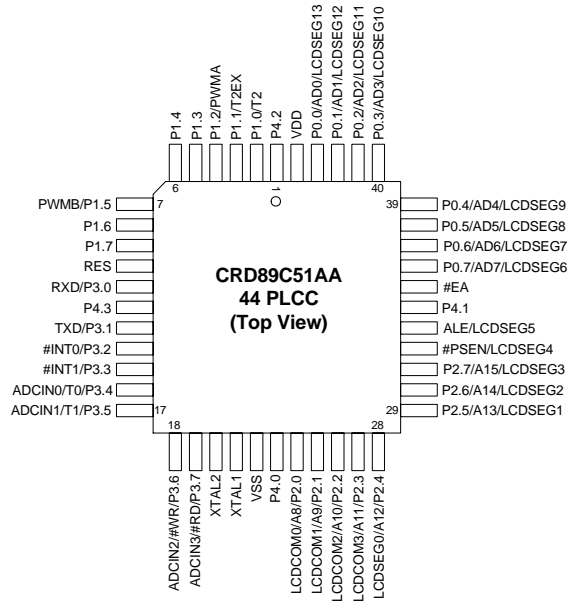 P1.4
P1.3
P1.2/PWMA
P1.1/T2EX
P1.0/T2
P4.2
VDD
P0.0/AD0/LCDSEG13
P0.1/AD1/LCDSEG12
P0.2/AD2/LCDSEG11
P0.3/AD3/LCDSEG10
6
1
40
PWMB/P1.5
7
39
P0.4/AD4/LCDSEG9
P1.6
P0.5/AD5/LCDSEG8
P1.7
P0.6/AD6/LCDSEG7
RES
P0.7/AD7/LCDSEG6
RXD/P3.0
#EA
P4.3
P4.1
TXD/P3.1
ALE/LCDSEG5
#INT0/P3.2
#PSEN/LCDSEG4
#INT1/P3.3
P2.7/A15/LCDSEG3
ADCIN0/T0/P3.4
P2.6/A14/LCDSEG2
ADCIN1/T1/P3.5
17
29
P2.5/A13/LCDSEG1
CRD89C51AA
44 PLCC
(Top View)
18
28
ADCIN2/#WR/P3.6
ADCIN3/#RD/P3.7
XTAL2
XTAL1
VSS
P4.0
LCDCOM0/A8/P2.0
LCDCOM1/A9/P2.1
LCDCOM2/A10/P2.2
LCDCOM3/A11/P2.3
LCDSEG0/A12/P2.4